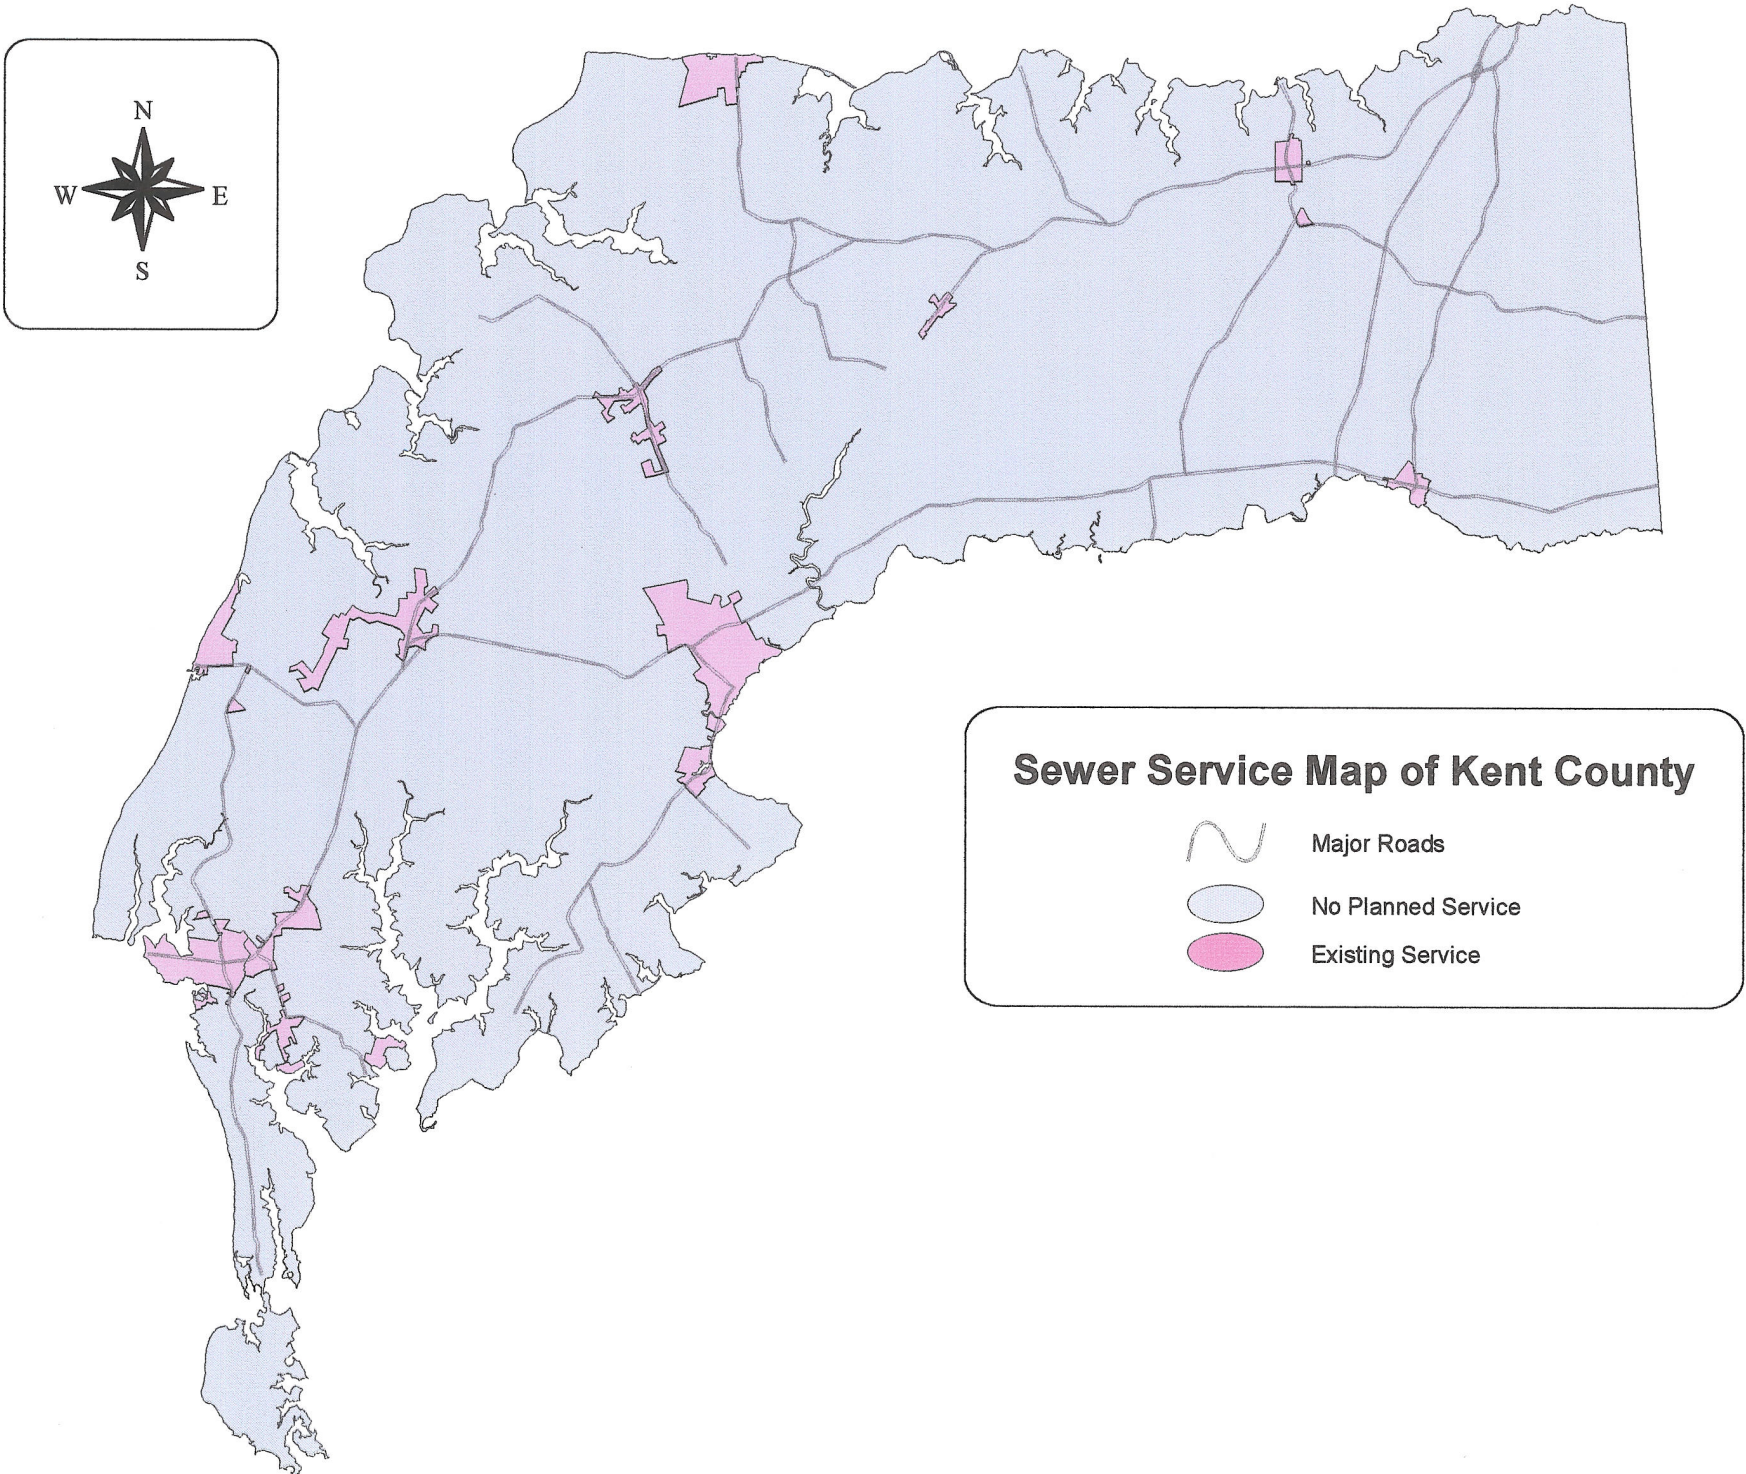 N
W E
S
Sewer Service Map of Kent County
Major Roads
No Planned Service
Existing Service